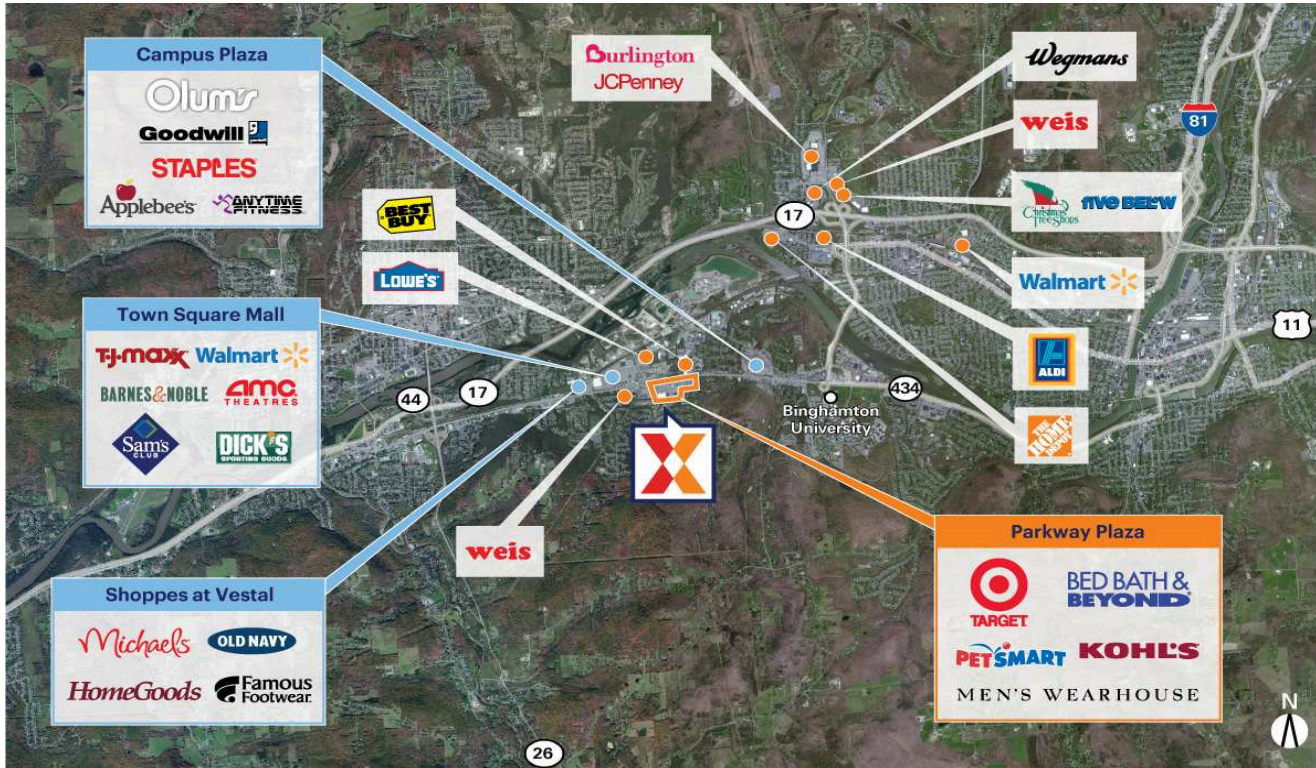 Campus Plaza
Olum's
Goodwill
STAPLES
Applebee's ANYTIME FITNESS
Burlington
JCPenney
Wegmans
weis
81
BEST BUY
Christmas Tree Shops five BELOW
17
LOWE'S
Walmart
Town Square Mall
T·J·maxx Walmart
BARNES & NOBLE amc THEATRES
Sam's CLUB DICK'S SPORTING GOODS
11
ALDI
44
17
434
Binghamton
University
THE HOME DEPOT
weis
Parkway Plaza
TARGET
BED BATH &
BEYOND
PETSMART KOHL'S
MEN'S WEARHOUSE
Shoppes at Vestal
Michaels OLD NAVY
HomeGoods Famous Footwear
N
26